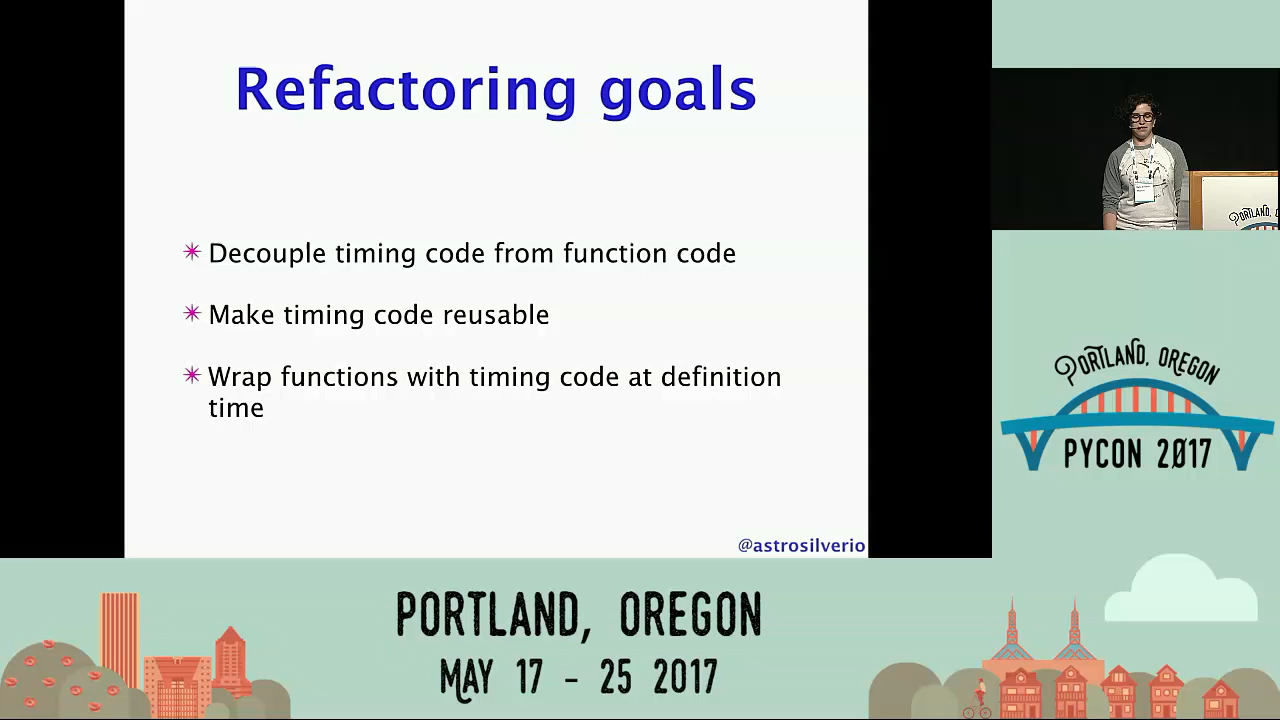 Refactoring goals
Decouple timing code from function code
Make timing code reusable
Wrap functions with timing code at definition
time
@astrosilverio
PORTLAND, OREGON
PYCON 2017
PORTLAND, OREGON
MAY 17 - 25 2017